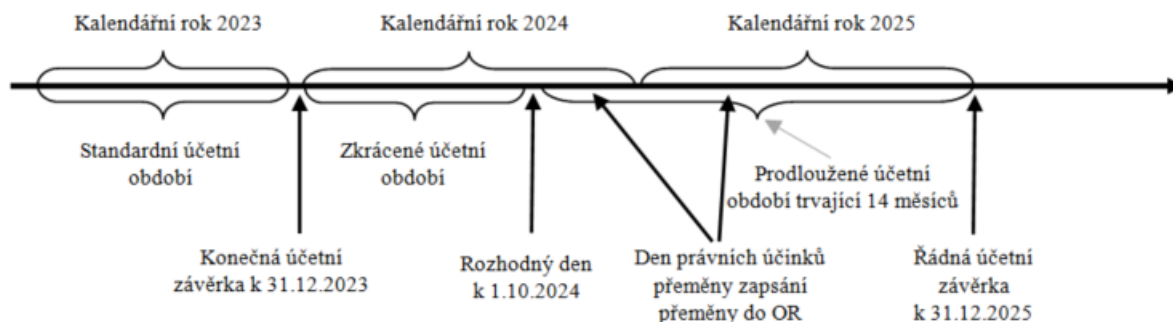 Kalendářní rok 2023
Kalendářní rok 2024
Kalendářní rok 2025
Standardní účetní
období
Zkrácené účetní
období
Prodloužené účetní
období trvající 14 měsíců
Konečná účetní
závěrka k 31.12.2023
Rozhodný den
k 1.10.2024
Den právních účinků
přeměny zapsání
přeměny do OR
Řádná účetní
závěrka
k 31.12.2025